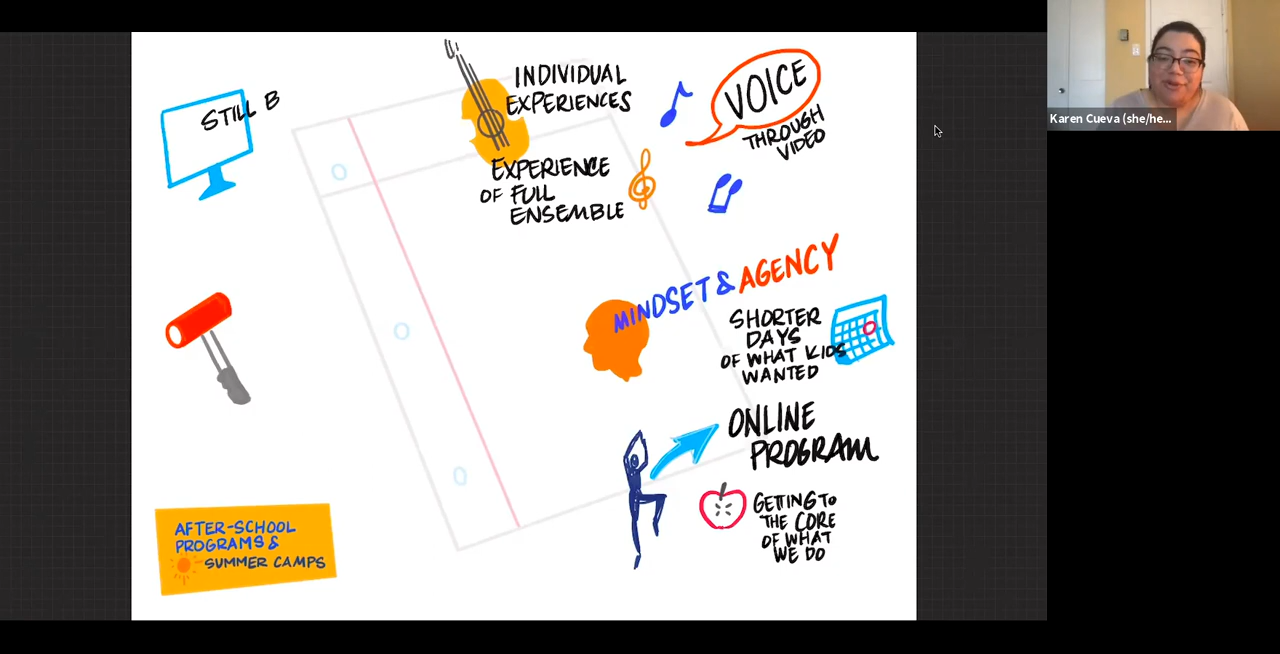 STILL B
INDIVIDUAL
EXPERIENCES
EXPERIENCE
OF FULL
ENSEMBLE
VOICE
THROUGH
VIDEO
MINDSET & AGENCY
SHORTER
DAYS
OF WHAT KIDS
WANTED
ONLINE
PROGRAM
GETTING TO
THE CORE
OF WHAT
WE DO
AFTER-SCHOOL
PROGRAMS &
SUMMER CAMPS
Karen Cueva (she/he...